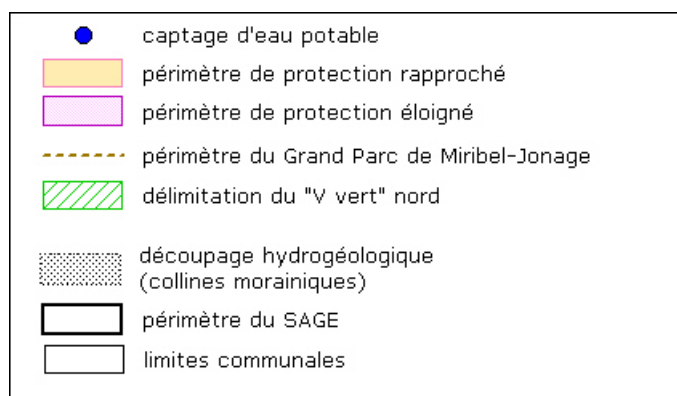 captage d'eau potable
périmètre de protection rapproché
périmètre de protection éloigné
périmètre du Grand Parc de Miribel-Jonage
délimitation du "V vert" nord
découpage hydrogéologique
(collines morainiques)
périmètre du SAGE
limites communales